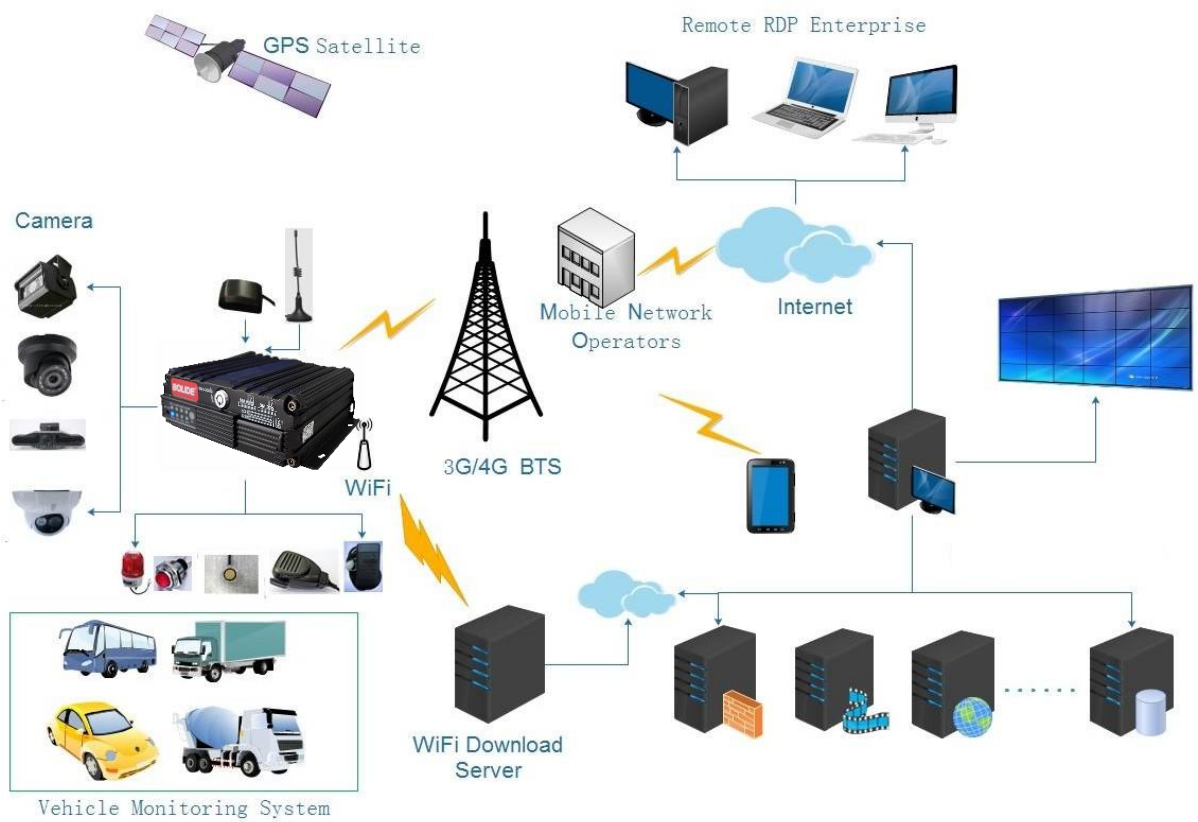 Remote RDP Enterprise
GPS Satellite
Camera
Internet
Mobile Network
Operators
BOLIDE
3G/4G BTS
WiFi
WiFi Download
Server
Vehicle Monitoring System